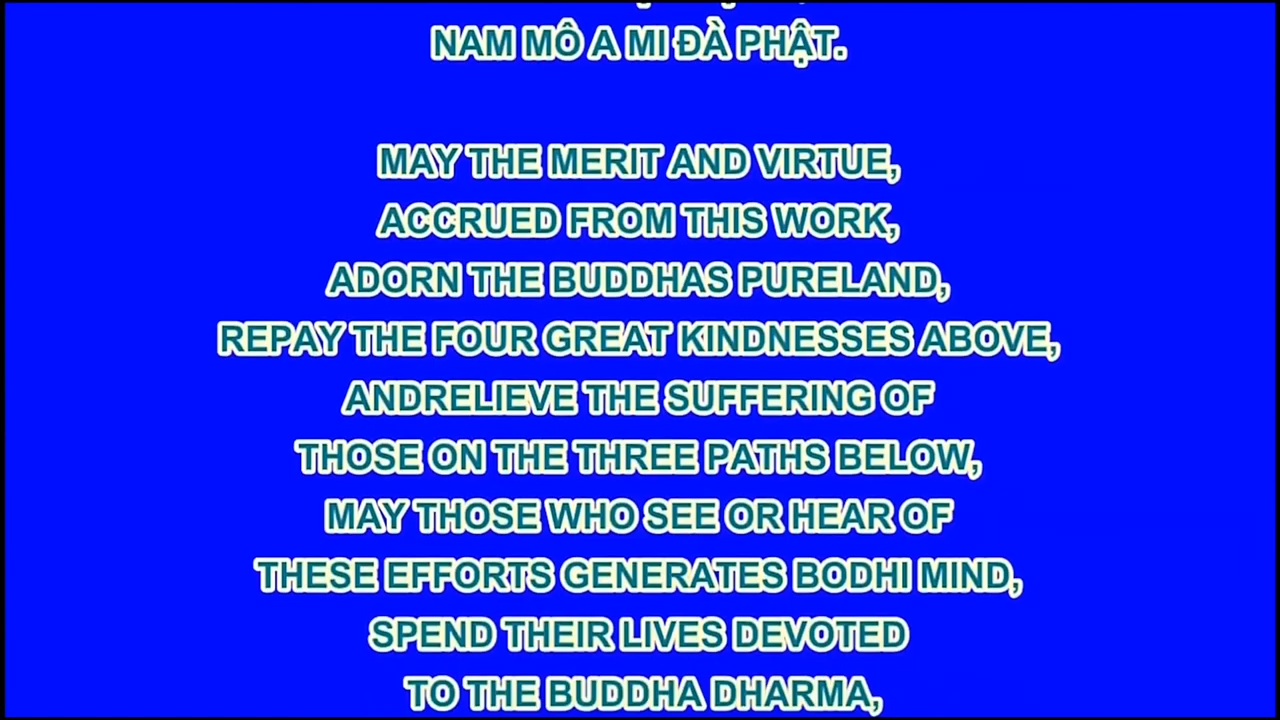 NAM MÔ A MI ĐÀ PHẬT.
MAY THE MERIT AND VIRTUE,
ACCRUED FROM THIS WORK,
ADORN THE BUDDHAS PURELAND,
REPAY THE FOUR GREAT KINDNESSES ABOVE,
ANDRELIEVE THE SUFFERING OF
THOSE ON THE THREE PATHS BELOW,
MAY THOSE WHO SEE OR HEAR OF
THESE EFFORTS GENERATES BODHI MIND,
SPEND THEIR LIVES DEVOTED
TO THE BUDDHA DHARMA,